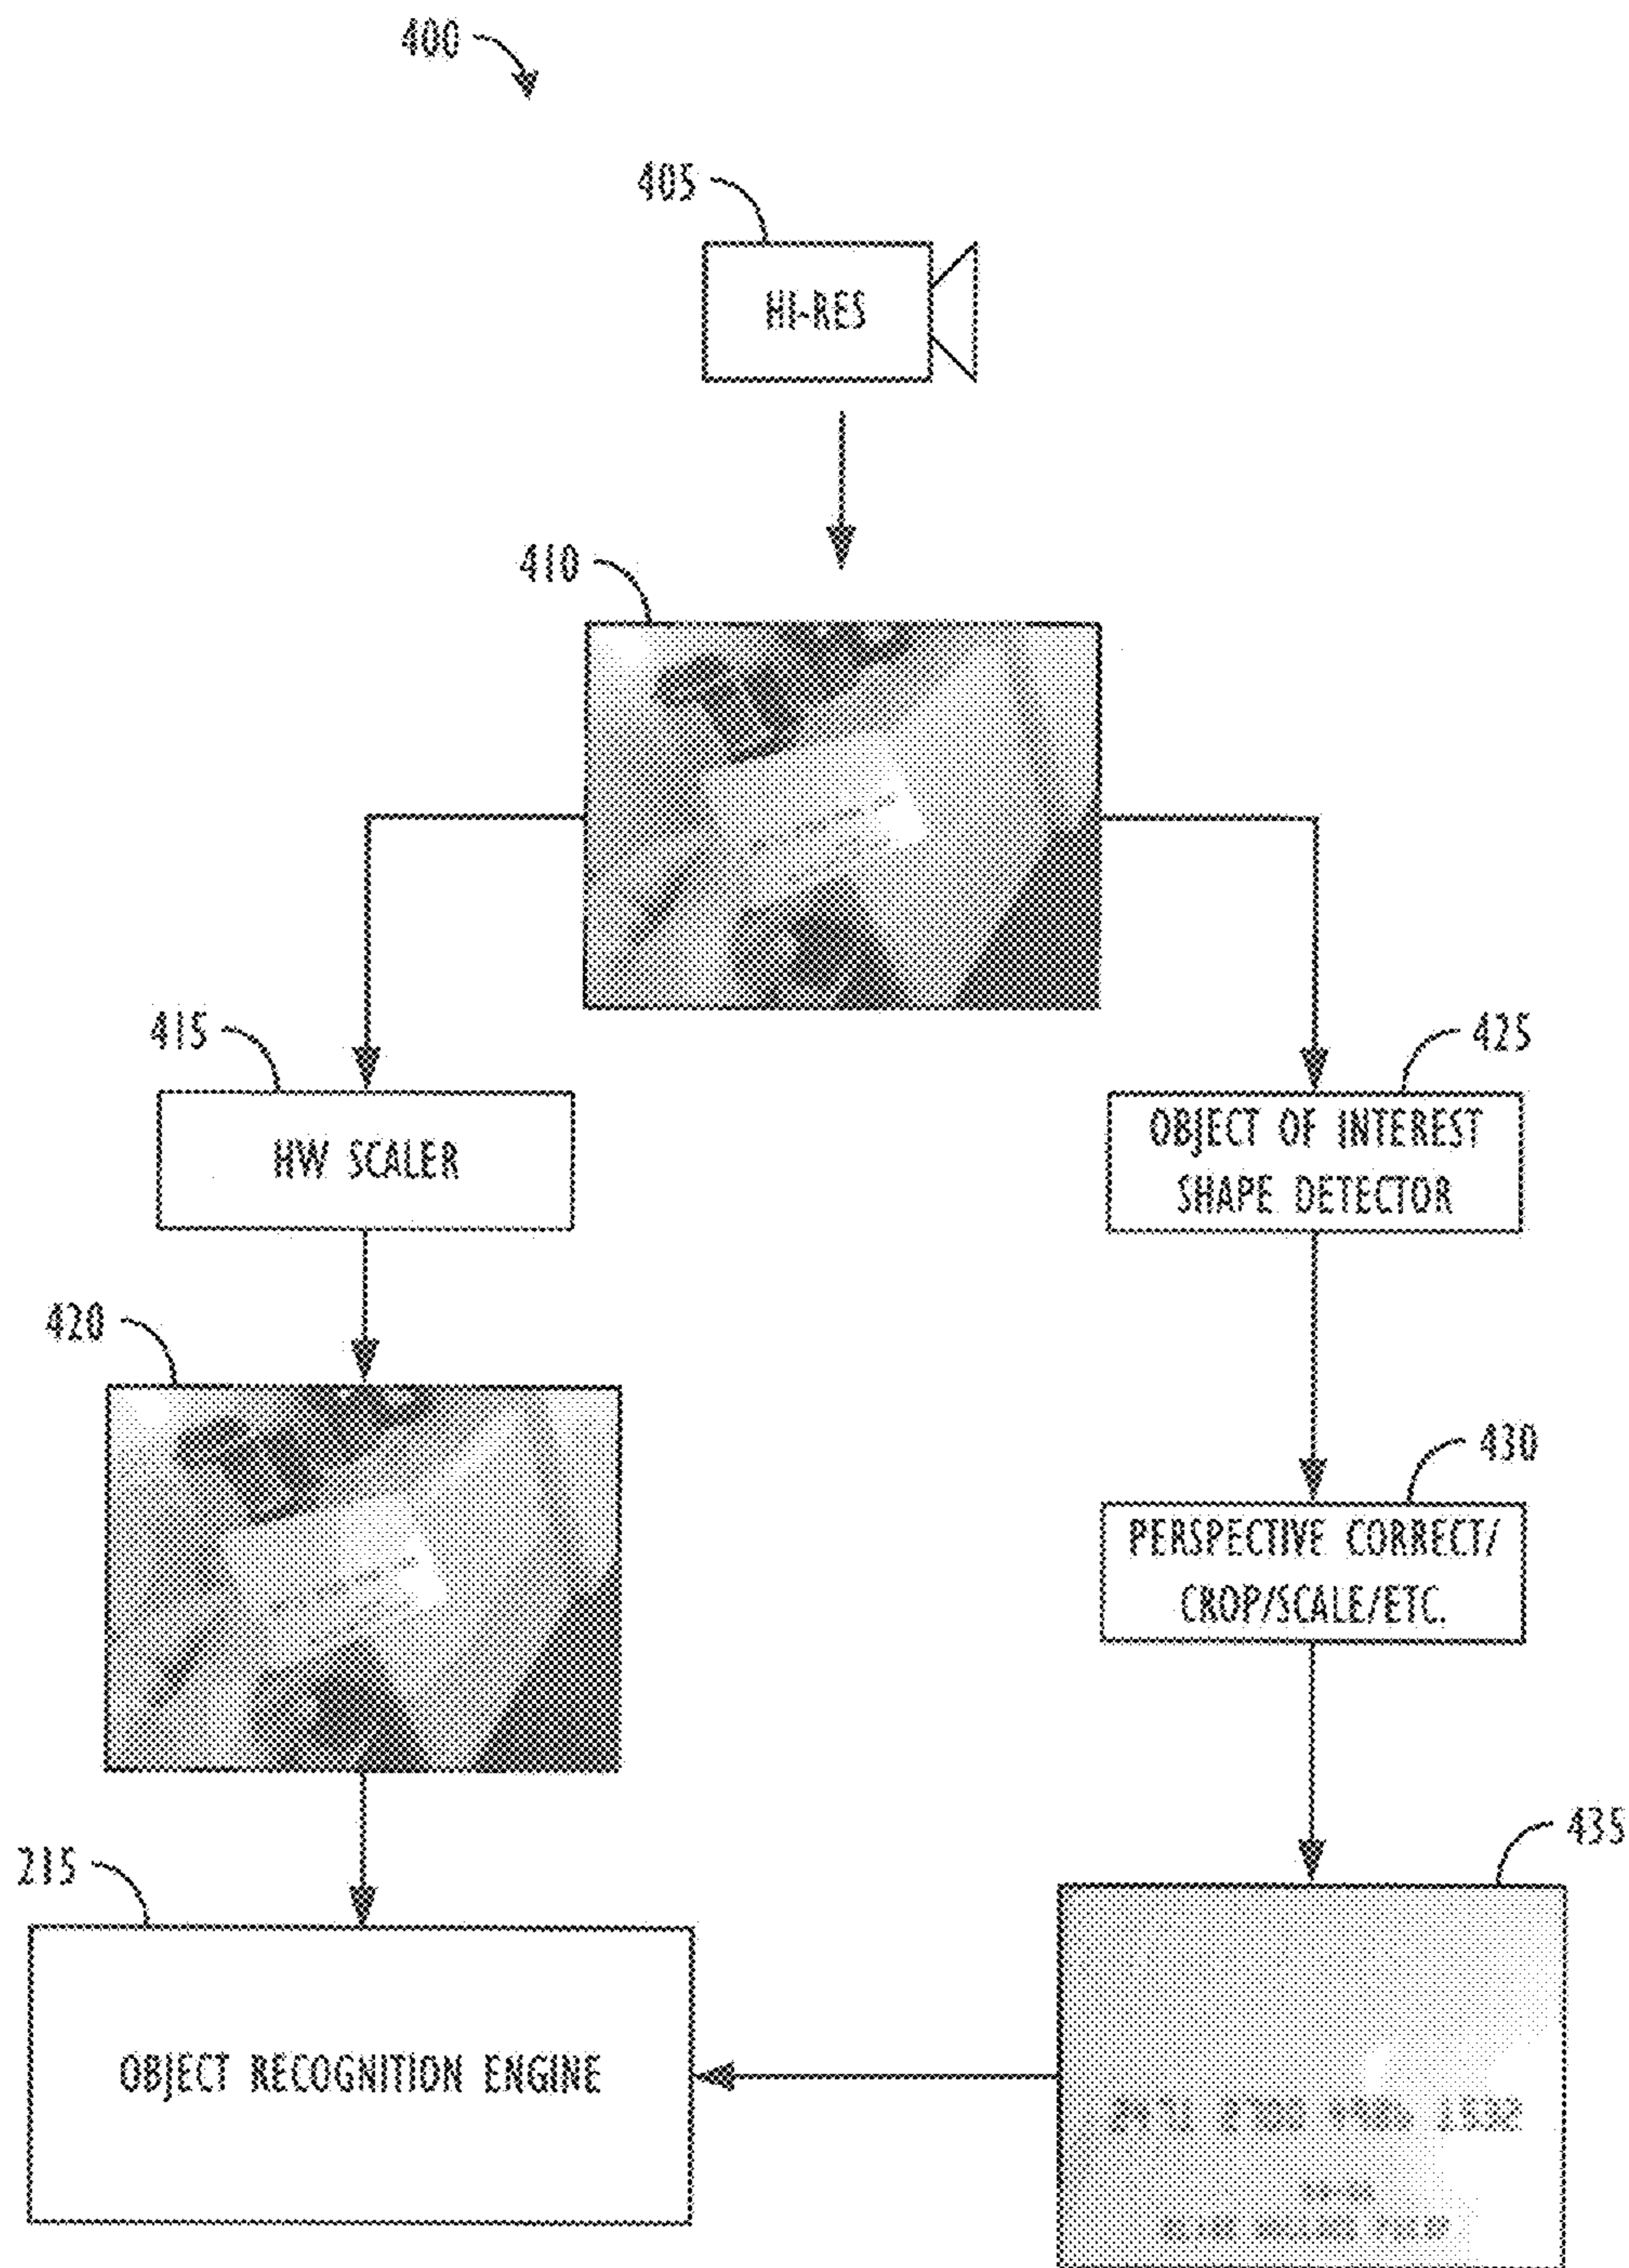 400
405
HI-RES
410
415
425
HW SCALER
OBJECT OF INTEREST
SHAPE DETECTOR
420
430
PERSPECTIVE CORRECT/
CROP/SCALE/ETC.
215
435
OBJECT RECOGNITION ENGINE